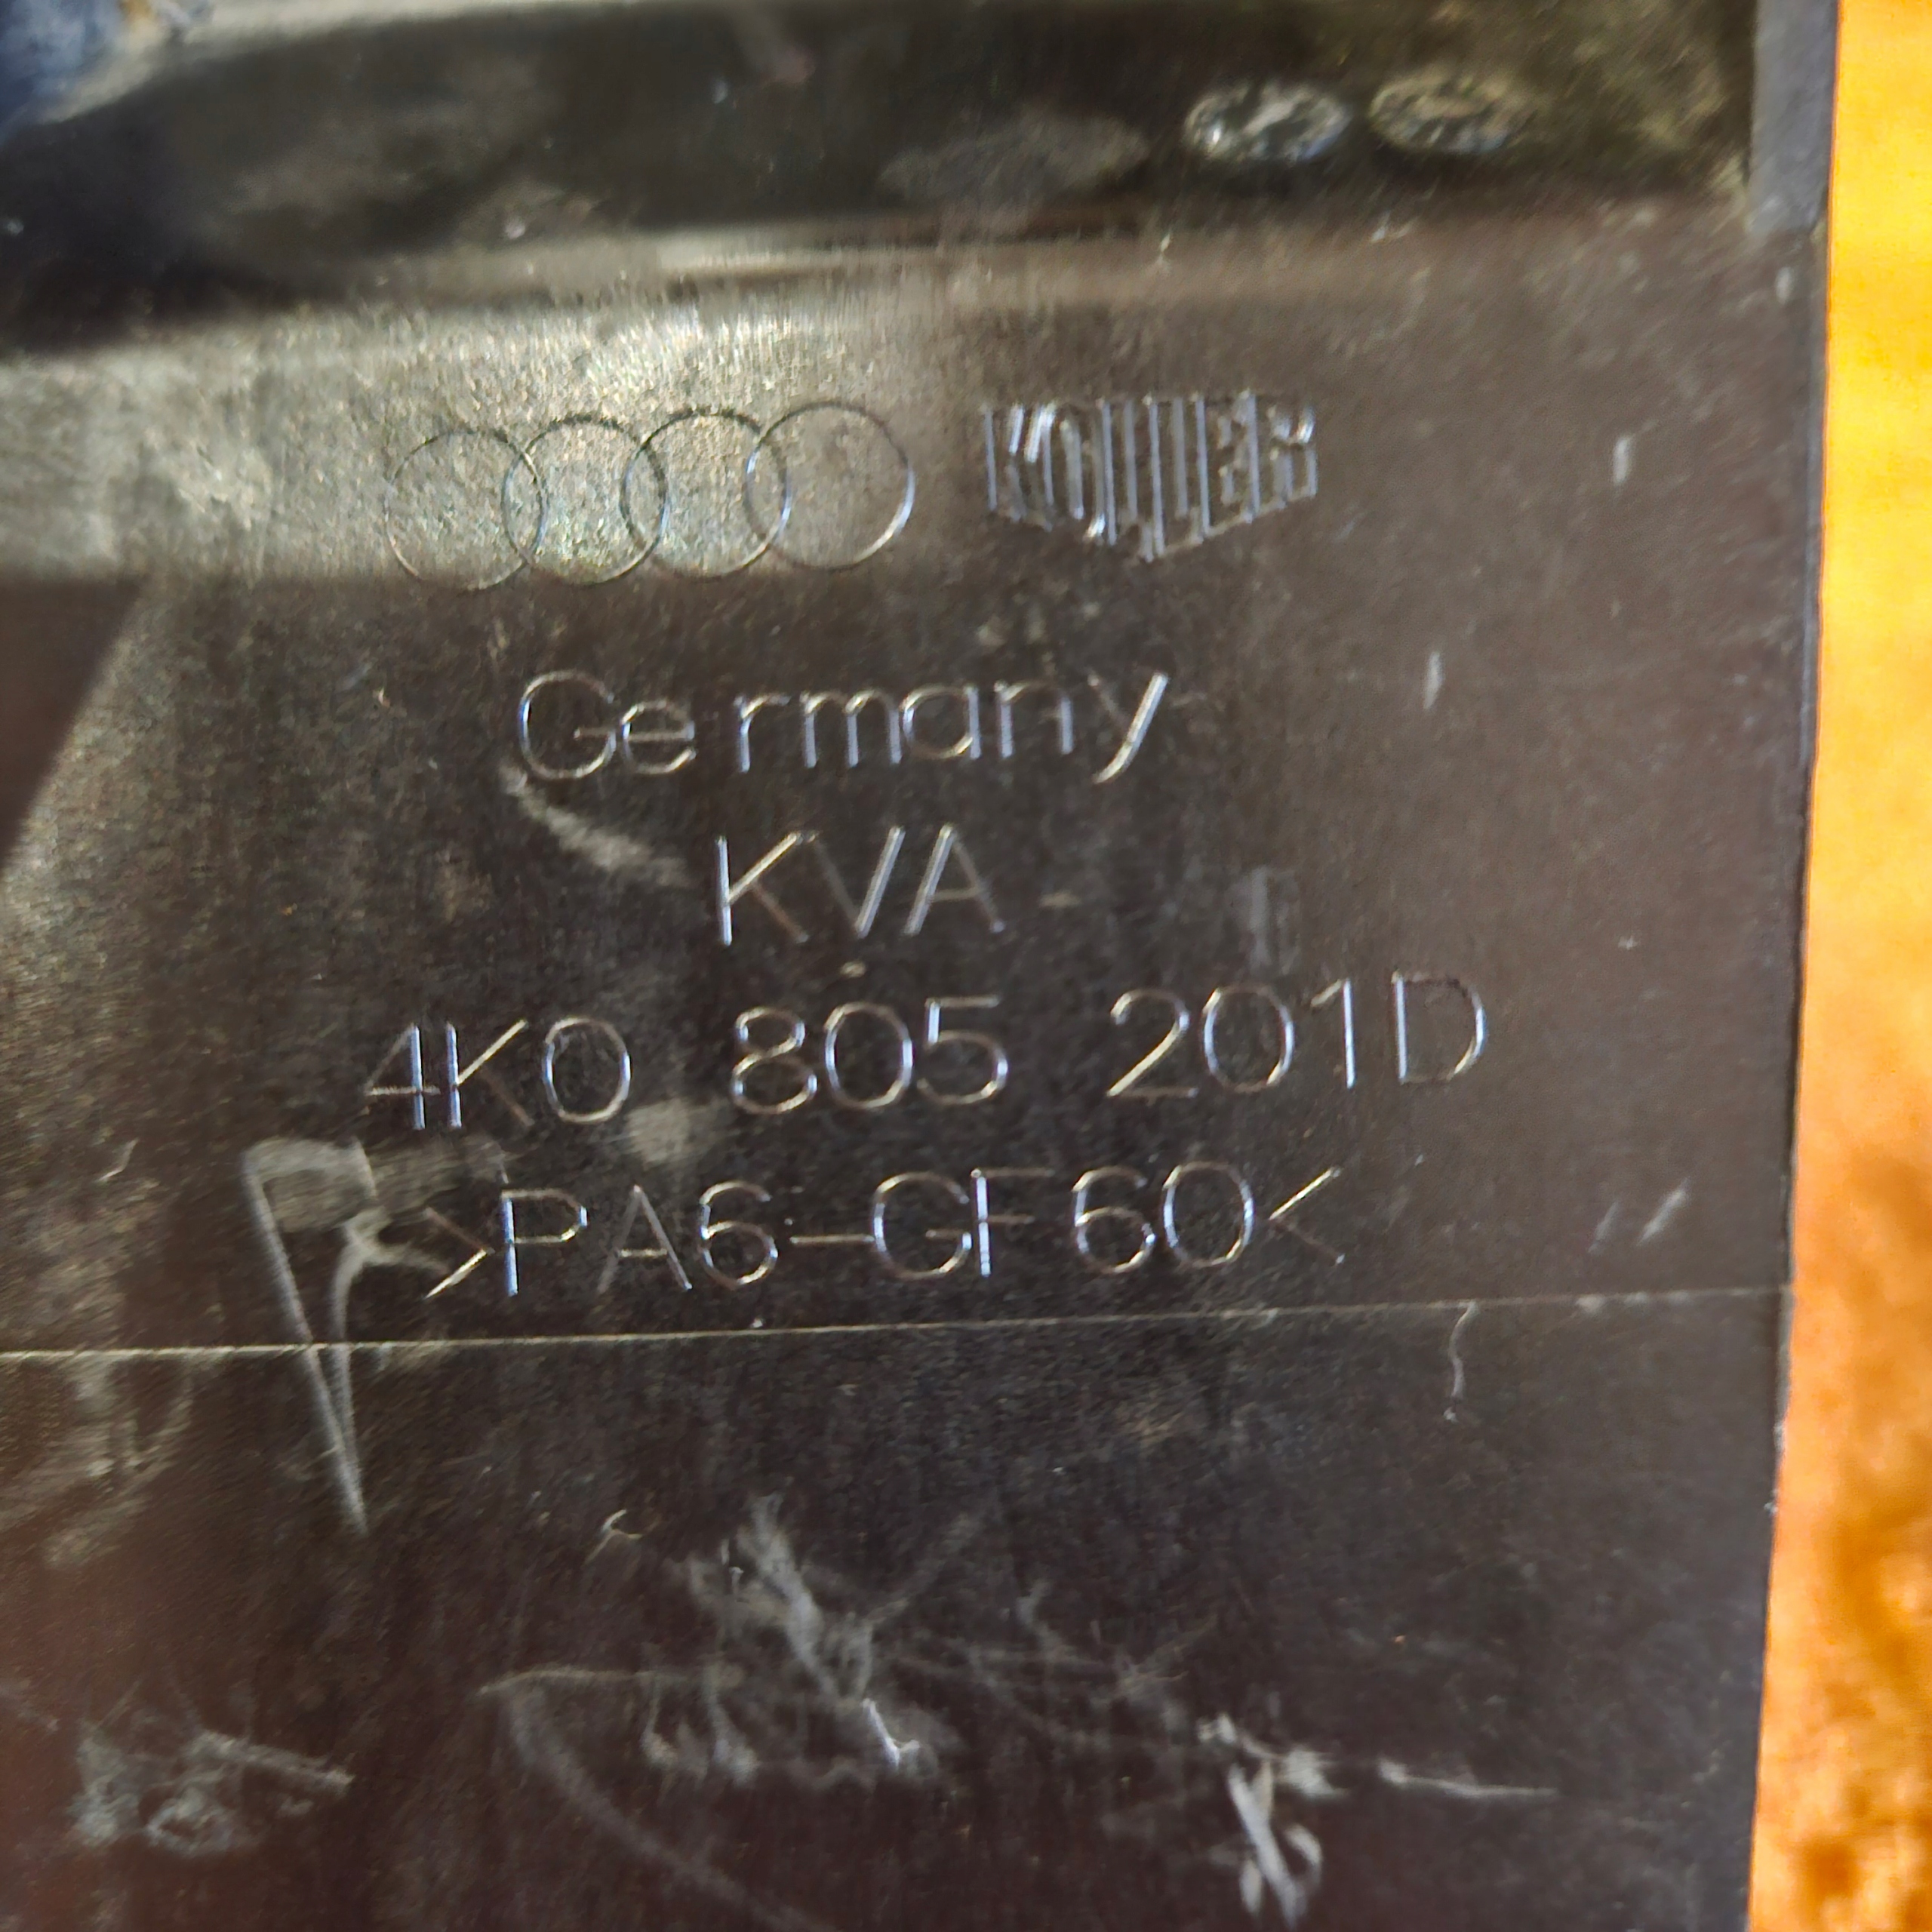 Germany
KVA
4K0 805 201D
>PA6-GF60<